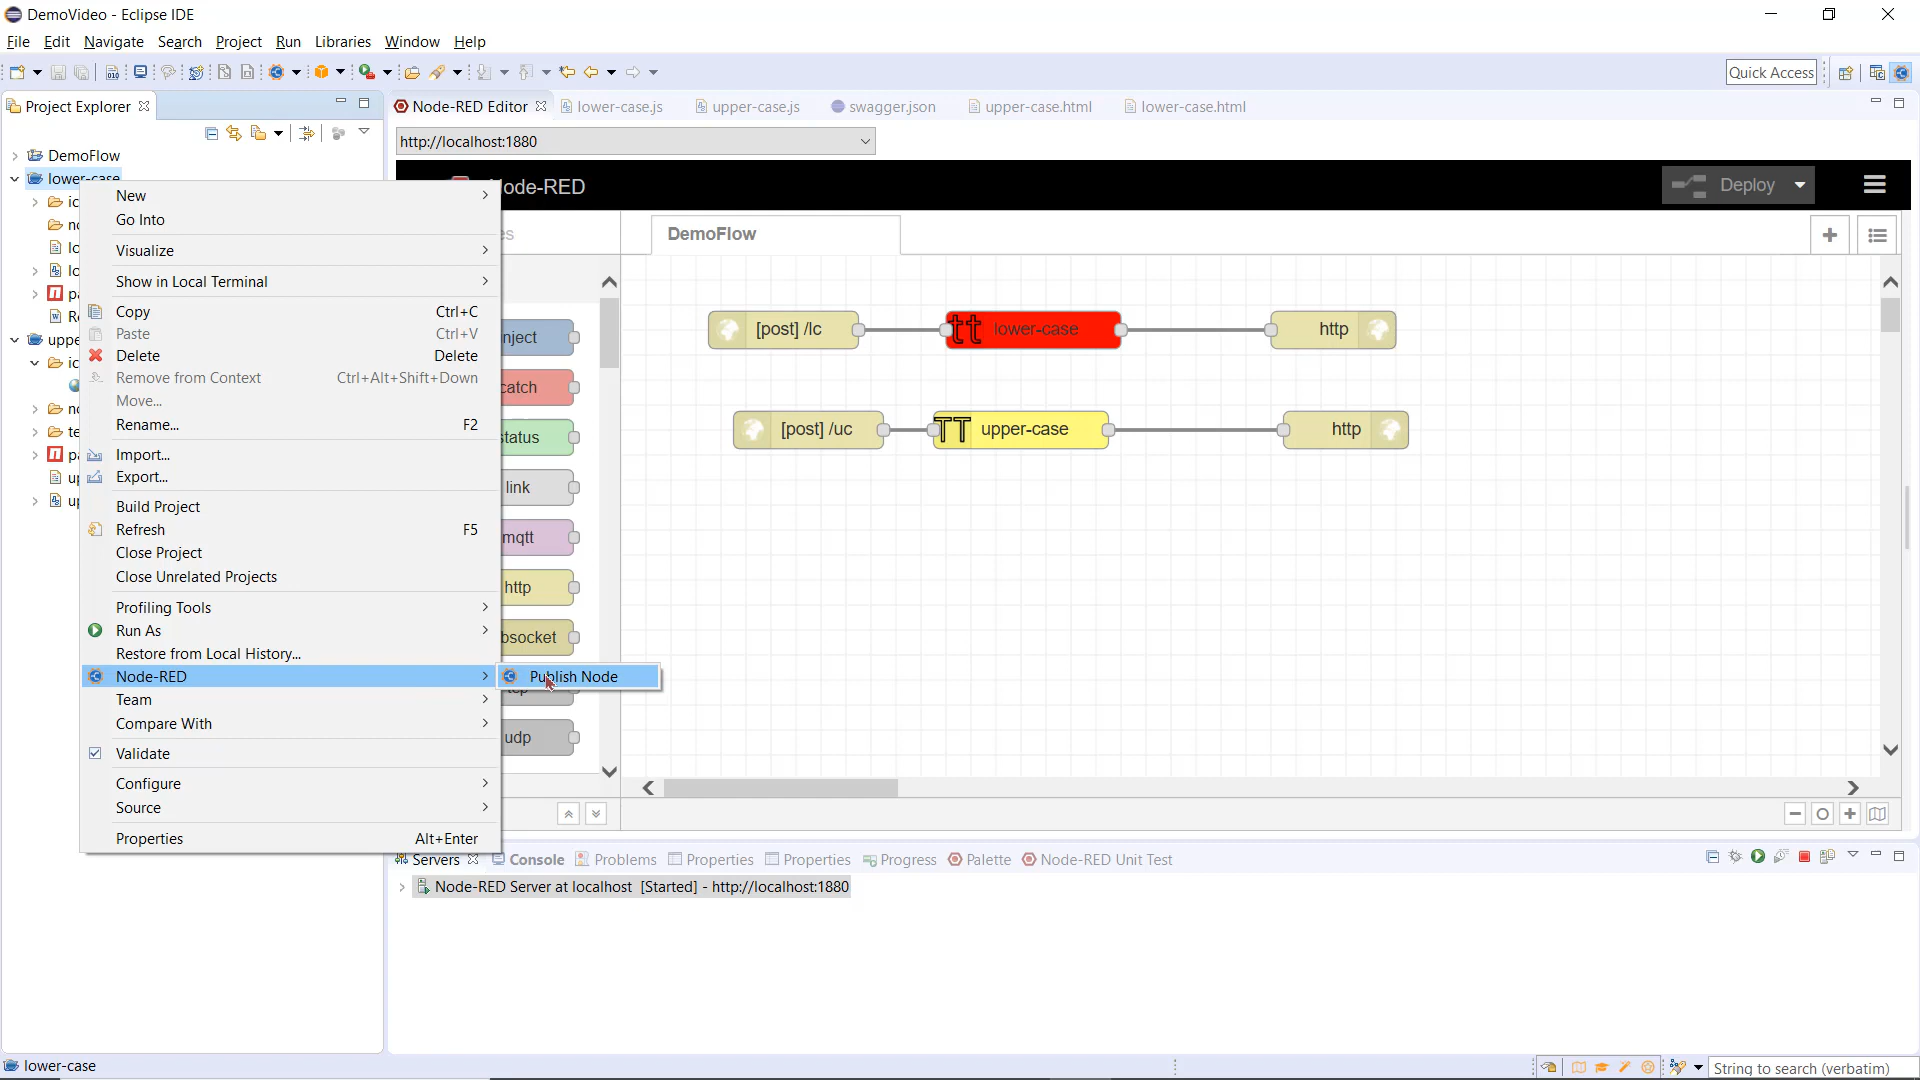 DemoVideo - Eclipse IDE
File Edit Navigate Search Project Run Libraries Window Help
Quick Access
Project Explorer
Node-RED Editor lower-case.js upper-case.js swagger.json upper-case.html lower-case.html
http://localhost:1880
DemoFlow
lower-case
Deploy
DemoFlow
New
Go Into
Visualize
Show in Local Terminal
Copy Ctrl+C
Paste Ctrl+V
Delete Delete
Remove from Context Ctrl+Alt+Shift+Down
Move...
Rename... F2
Import...
Export...
Build Project
Refresh F5
Close Project
Close Unrelated Projects
Profiling Tools
Run As
Restore from Local History...
Node-RED
Team
Compare With
Validate
Configure
Source
Properties Alt+Enter
Publish Node
link
mqtt
http
udp
[post] /lc tt lower-case http
[post] /uc TT upper-case http
Servers Console Problems Properties Properties Progress Palette Node-RED Unit Test
Node-RED Server at localhost [Started] - http://localhost:1880
lower-case
String to search (verbatim)